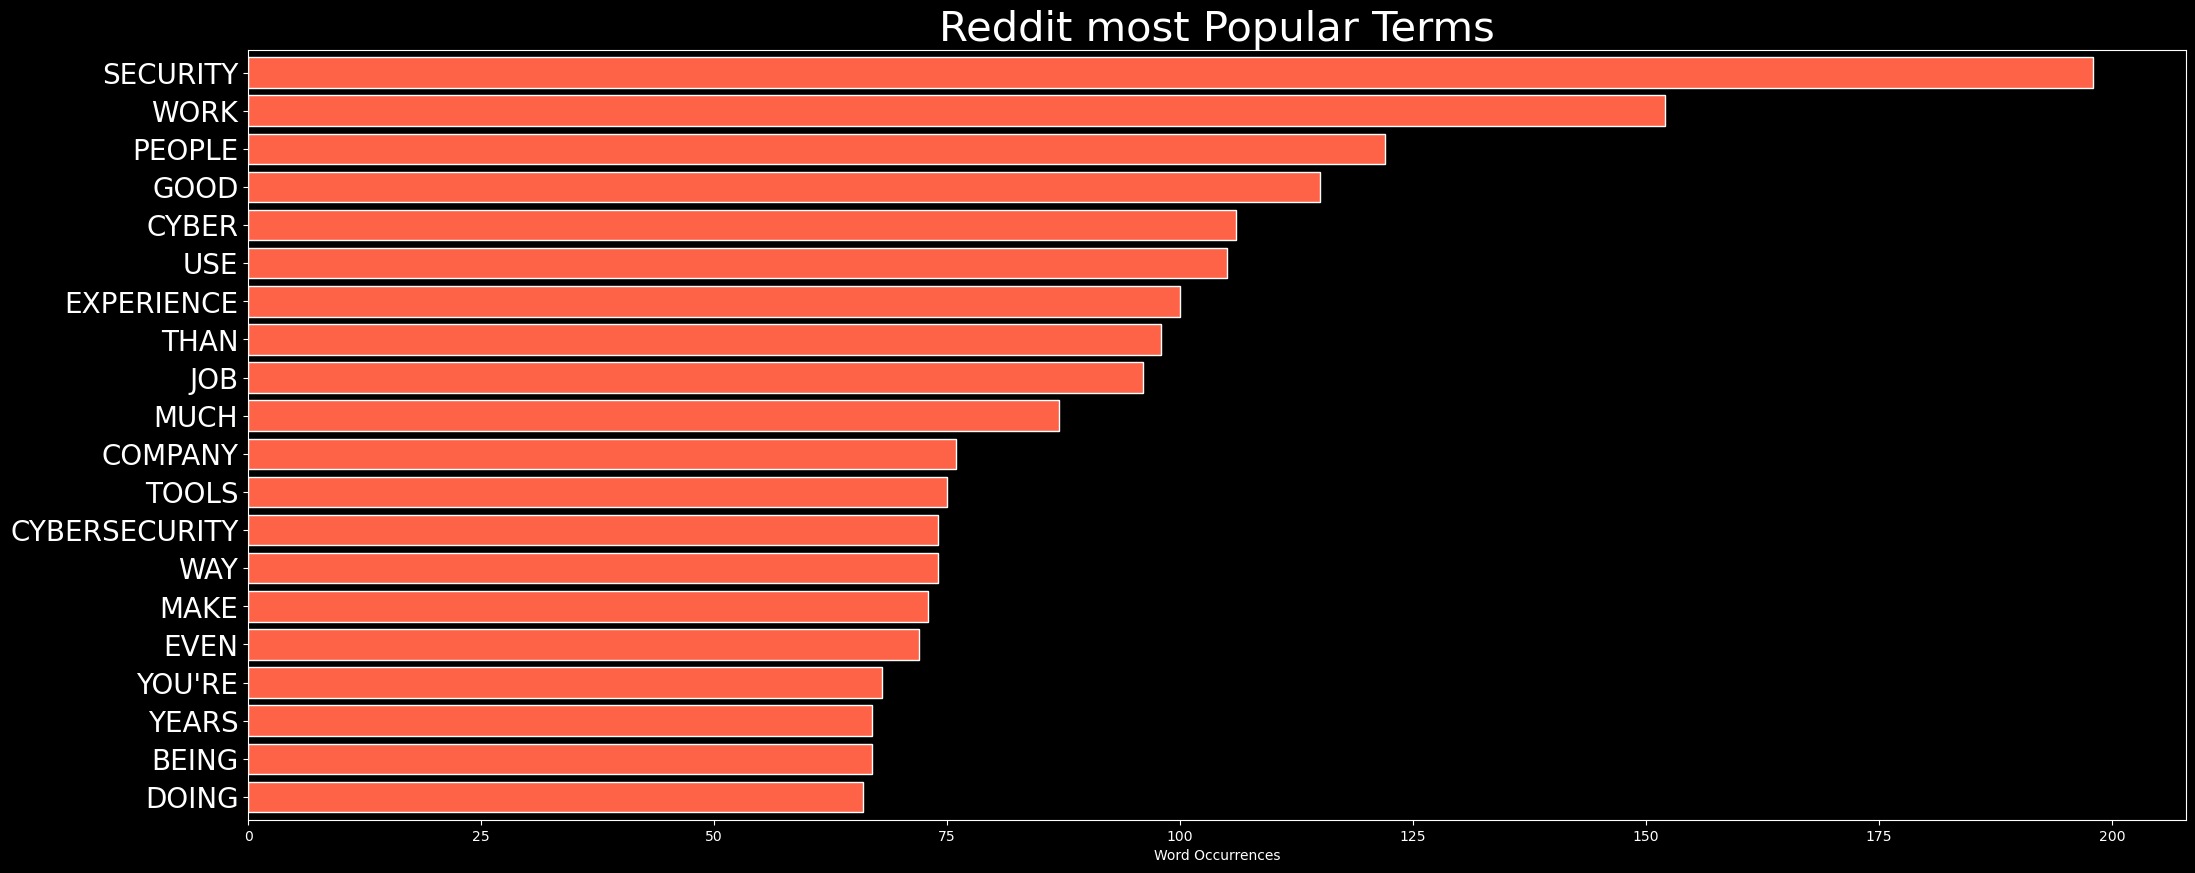 Reddit most Popular Terms
SECURITY
WORK
PEOPLE
GOOD
CYBER
USE
EXPERIENCE
THAN
JOB
MUCH
COMPANY
TOOLS
CYBERSECURITY
WAY
MAKE
EVEN
YOU'RE
YEARS
BEING
DOING
0 25 50 75 100 125 150 175 200
Word Occurrences